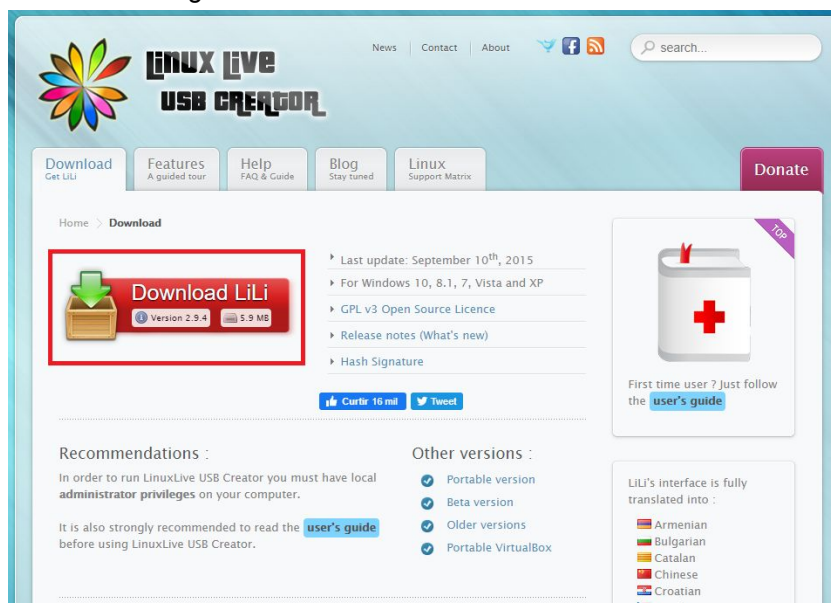 LiNUX LiVE
USB CREATOR
News
Contact
About
search...
Download
Get LiLi
Features
A guided tour
Help
FAQ & Guide
Blog
Stay tuned
Linux
Support Matrix
Donate
Home > Download
Download LiLi
Version 2.9.4
5.9 MB
Last update: September 10th, 2015
For Windows 10, 8.1, 7, Vista and XP
GPL v3 Open Source Licence
Release notes (What's new)
Hash Signature
Curtir 16 mil
Tweet
TOP
First time user ? Just follow
the user's guide
Recommendations :
In order to run LinuxLive USB Creator you must have local
administrator privileges on your computer.
It is also strongly recommended to read the user's guide
before using LinuxLive USB Creator.
Other versions :
Portable version
Beta version
Older versions
Portable VirtualBox
LiLi's interface is fully
translated into :
Armenian
Bulgarian
Catalan
Chinese
Croatian